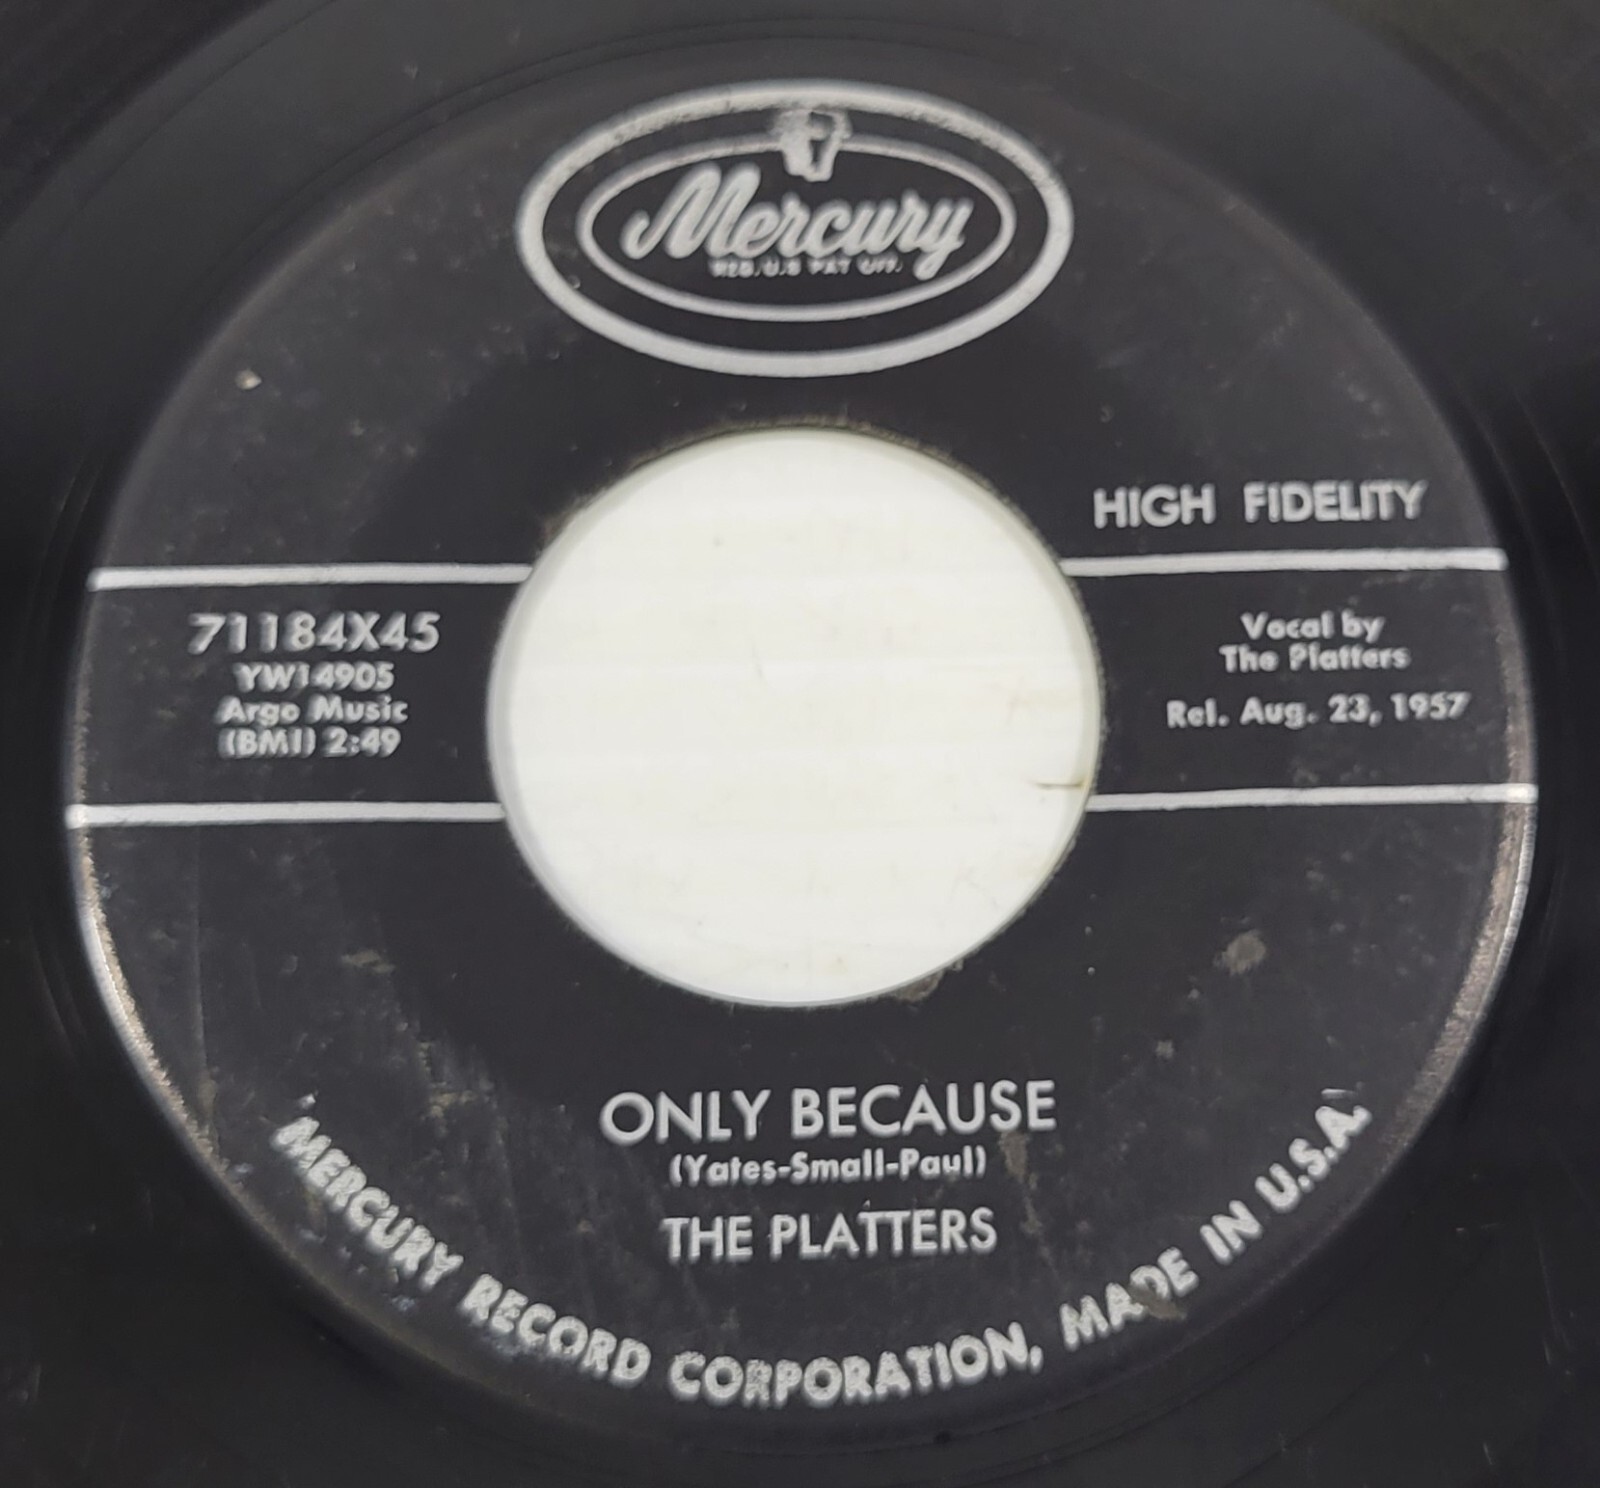 Mercury
REG. U.S PAT OFF.
HIGH FIDELITY
71184X45
YW14905
Argo Music
(BMI) 2:49
Vocal by
The Platters
Rel. Aug. 23, 1957
ONLY BECAUSE
(Yates-Small-Paul)
THE PLATTERS
MERCURY RECORD CORPORATION, MADE IN U.S.A.